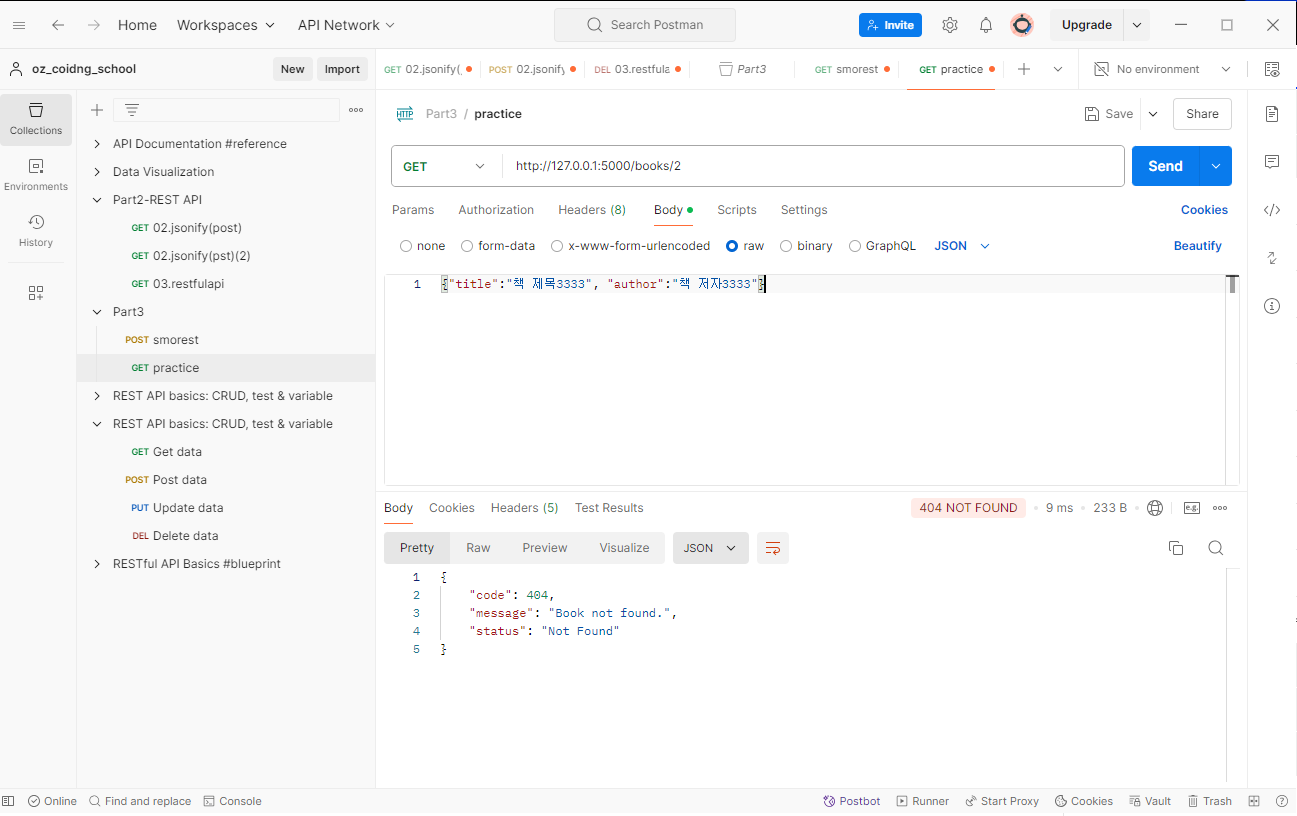 Home Workspaces API Network Search Postman Invite Upgrade
oz_coidng_school New Import GET 02.jsonify(, POST 02.jsonify DEL 03.restfula Part3 GET smorest GET practice No environment
Collections
Environments
History
API Documentation #reference
Data Visualization
Part2-REST API
GET 02.jsonify(post)
GET 02.jsonify(pst)(2)
GET 03.restfulapi
Part3
POST smorest
GET practice
REST API basics: CRUD, test & variable
REST API basics: CRUD, test & variable
GET Get data
POST Post data
PUT Update data
DEL Delete data
RESTful API Basics #blueprint
HTTP Part3 / practice Save Share
GET http://127.0.0.1:5000/books/2 Send
Params Authorization Headers (8) Body Scripts Settings Cookies
none form-data x-www-form-urlencoded raw binary GraphQL JSON Beautify
1 {"title":"책 제목3333", "author":"책 저자3333"}
Body Cookies Headers (5) Test Results 404 NOT FOUND 9 ms 233 B e.g.
Pretty Raw Preview Visualize JSON
1 {
2 "code": 404,
3 "message": "Book not found.",
4 "status": "Not Found"
5 }
Online Find and replace Console Postbot Runner Start Proxy Cookies Vault Trash